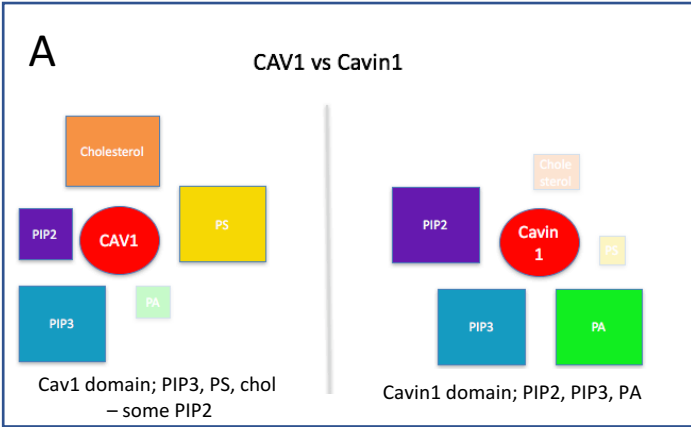 A
CAV1 vs Cavin1
Cholesterol
PIP2
CAV1
PS
PIP3
PA
Cav1 domain; PIP3, PS, chol
– some PIP2
Chole
sterol
PIP2
Cavin
1
PS
PIP3
PA
Cavin1 domain; PIP2, PIP3, PA